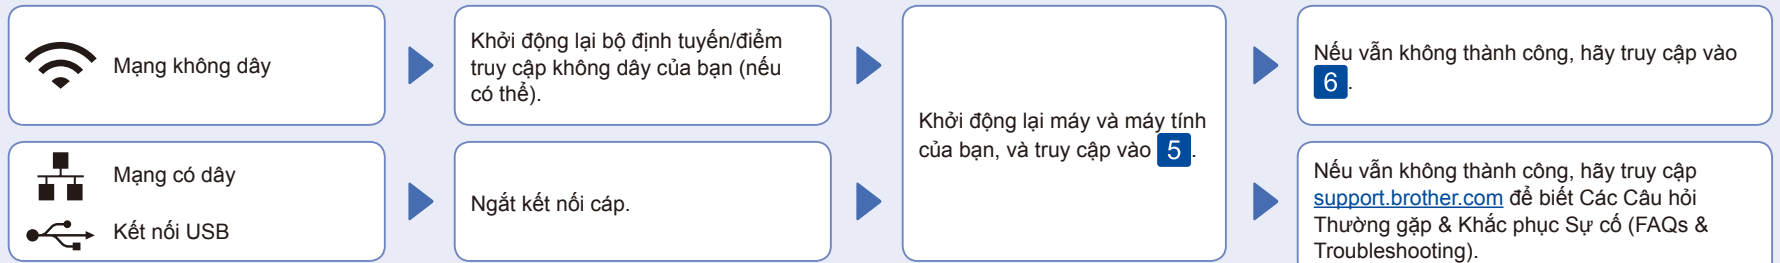 Mạng không dây
Khởi động lại bộ định tuyến/điểm
truy cập không dây của bạn (nếu
có thể).
Mạng có dây
Kết nối USB
Ngắt kết nối cáp.
Khởi động lại máy và máy tính
của bạn, và truy cập vào 5.
Nếu vẫn không thành công, hãy truy cập vào
6.
Nếu vẫn không thành công, hãy truy cập
support.brother.com để biết Các Câu hỏi
Thường gặp & Khắc phục Sự cố (FAQs &
Troubleshooting).